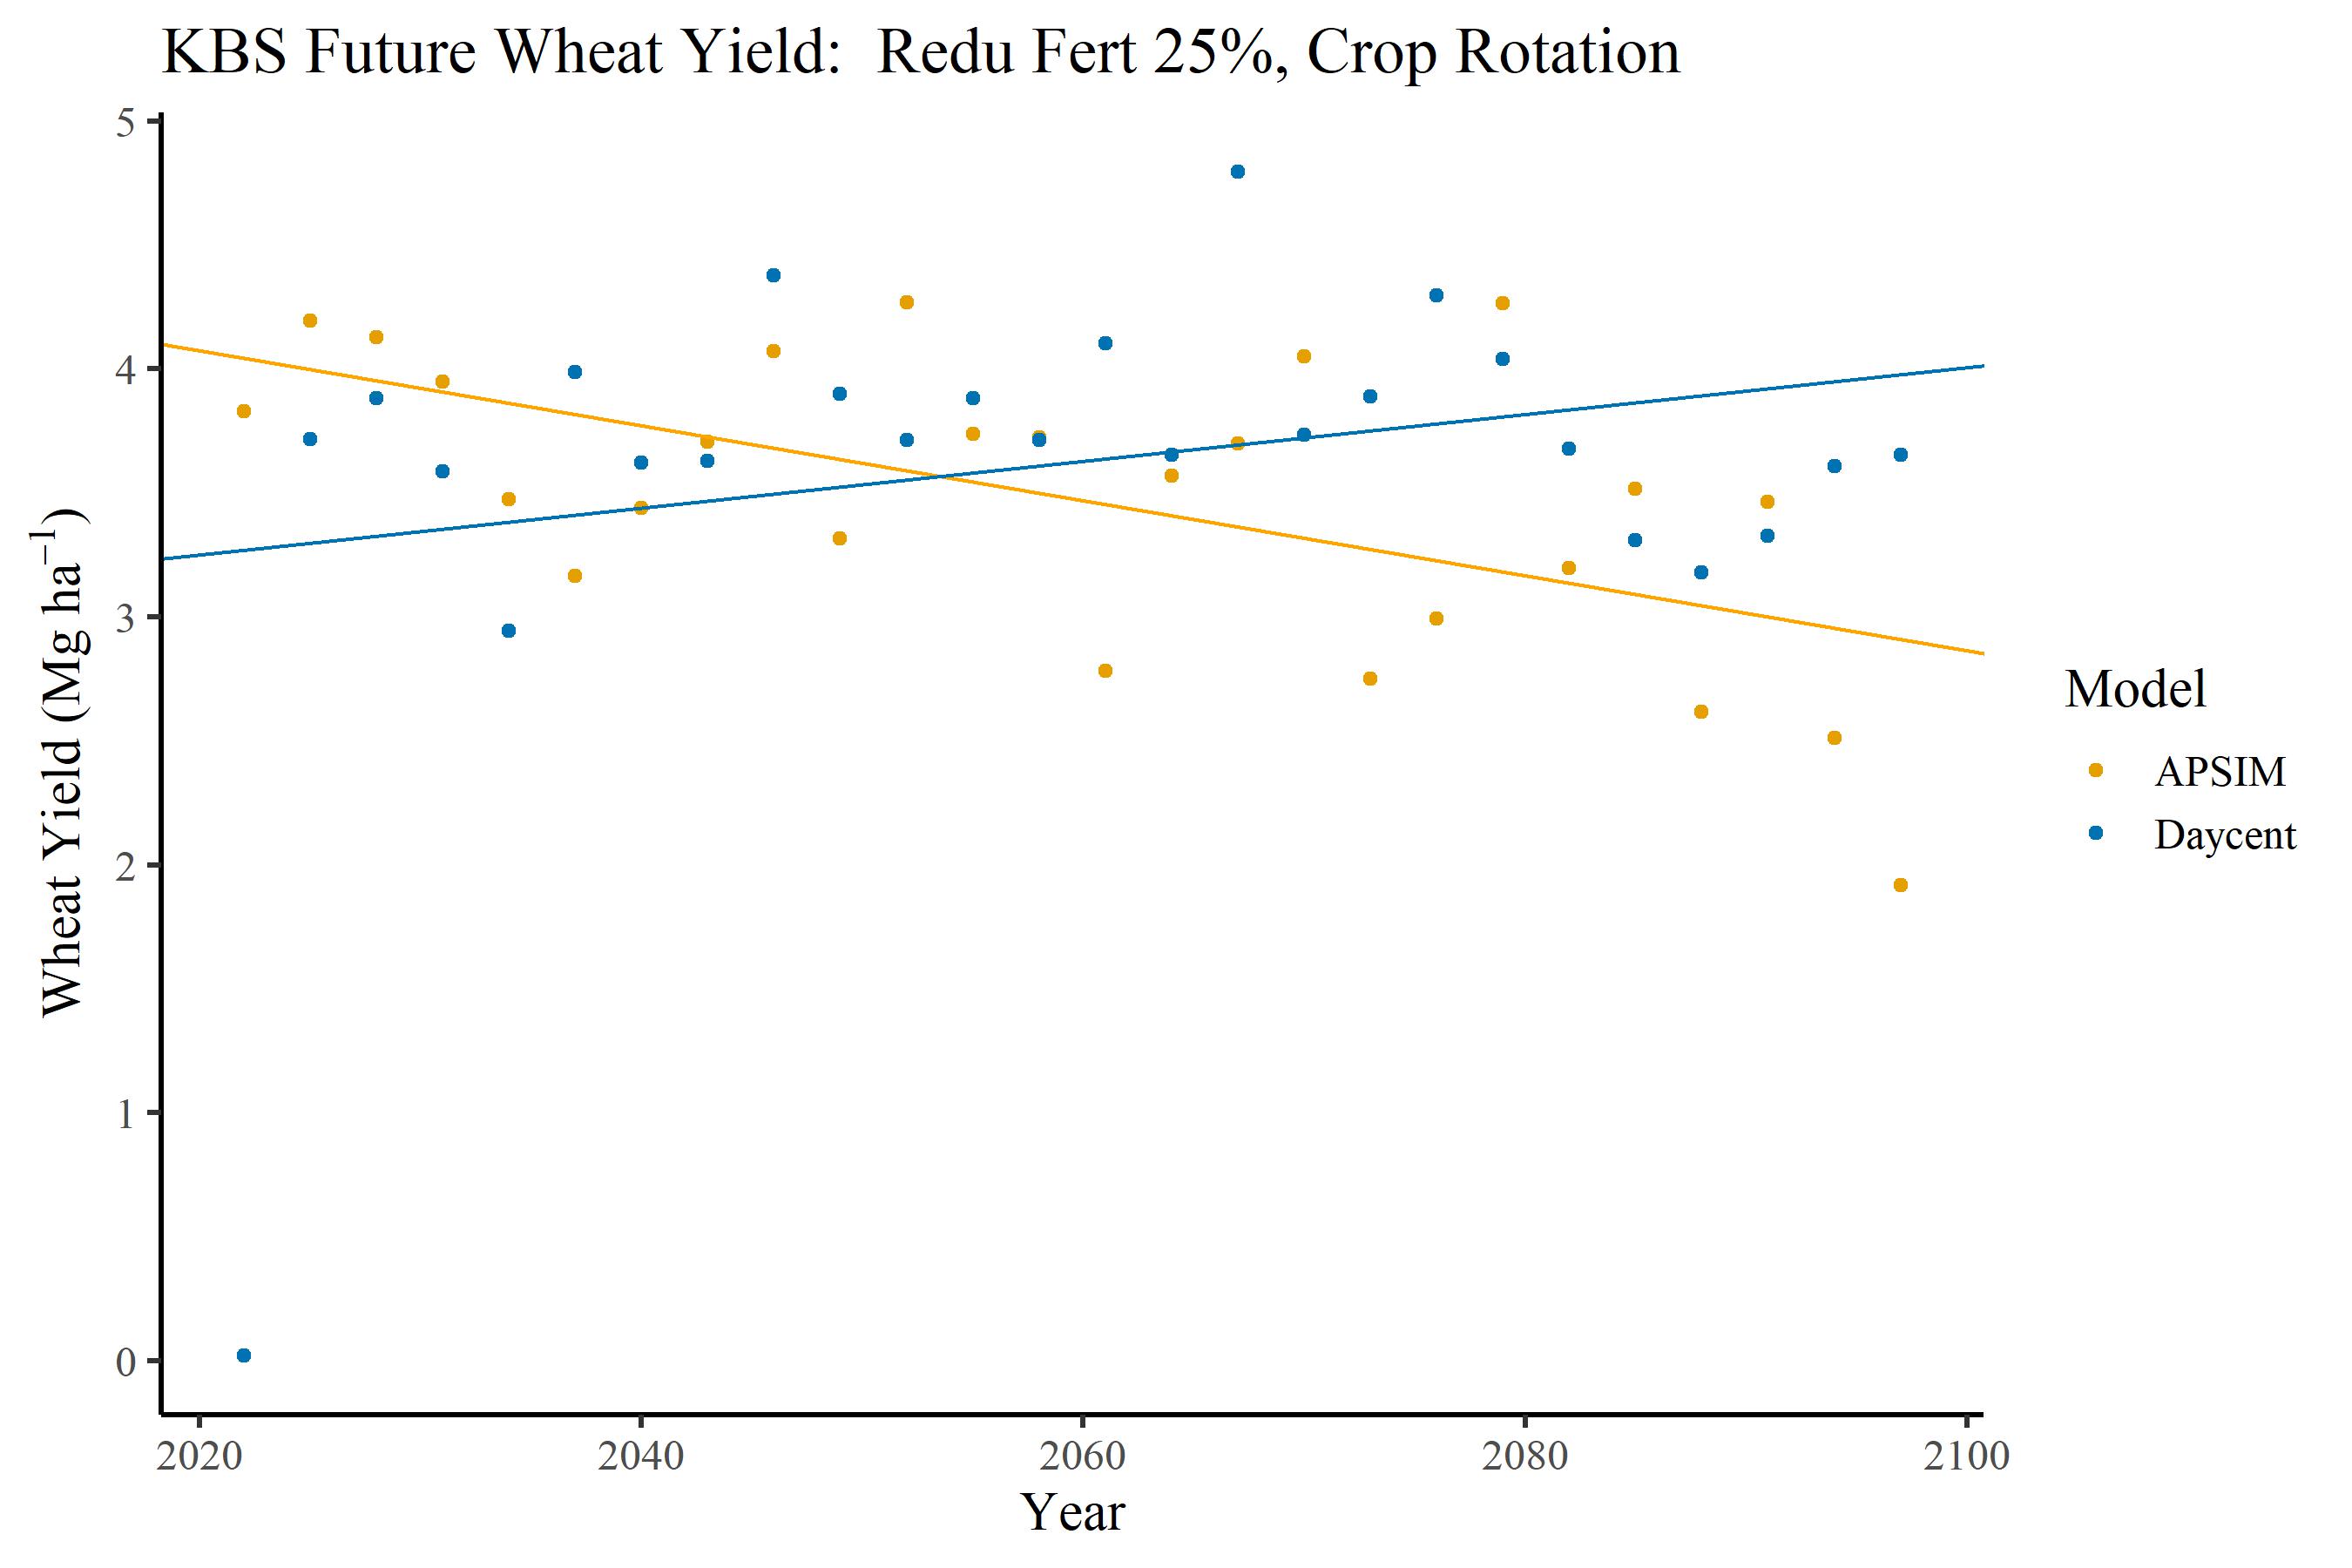 KBS Future Wheat Yield:  Redu Fert 25%, Crop Rotation
Wheat Yield (Mg ha⁻¹)
5
4
3
2
1
0
2020 2040 2060 2080 2100
Year
Model
APSIM
Daycent